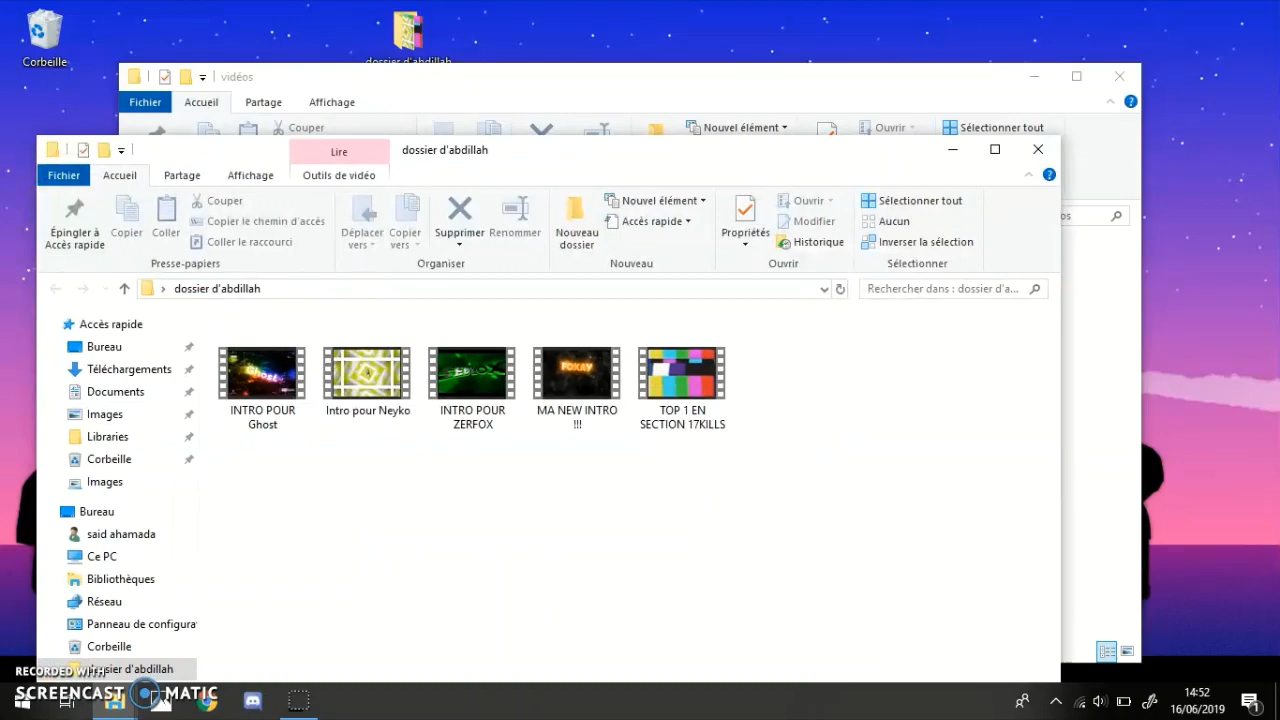 Corbeille
dossier d'abdillah
vidéos
Fichier Accueil Partage Affichage
Couper Nouvel élément Ouvrir Sélectionner tout
Lire dossier d'abdillah
Fichier Accueil Partage Affichage Outils de vidéo
Épingler à Accès rapide
Copier
Coller
Couper
Copier le chemin d'accès
Coller le raccourci
Presse-papiers
Déplacer vers
Copier vers
Supprimer
Renommer
Organiser
Nouveau dossier
Nouvel élément
Accès rapide
Nouveau
Propriétés
Ouvrir
Modifier
Historique
Ouvrir
Sélectionner tout
Aucun
Inverser la sélection
Sélectionner
os
dossier d'abdillah
Rechercher dans : dossier d'a...
Accès rapide
Bureau
Téléchargements
Documents
Images
Libraries
Corbeille
Images
Bureau
said ahamada
Ce PC
Bibliothèques
Réseau
Panneau de configura
Corbeille
dossier d'abdillah
INTRO POUR
Ghost
Intro pour Neyko
INTRO POUR
ZERFOX
FOXAV
MA NEW INTRO
!!!
TOP 1 EN
SECTION 17KILLS
RECORDED WITH
SCREENCAST MATIC
14:52
16/06/2019
1